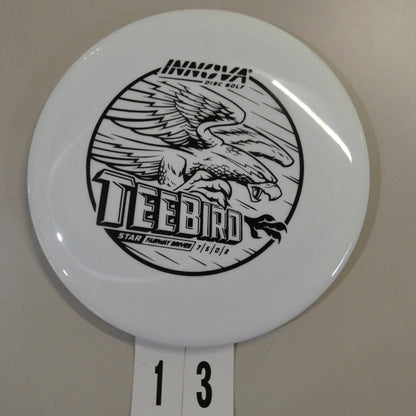 INNOVA
DISC GOLF
TEEBIRD
STAR FAIRWAY DRIVER 7/5/0/2
1 3